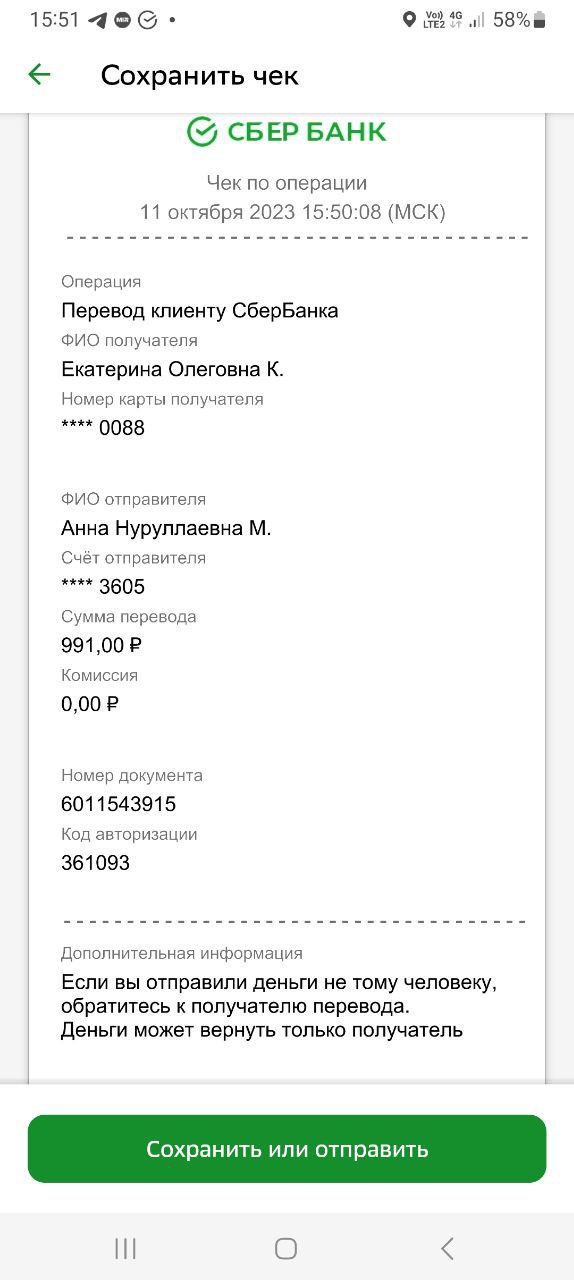 15:51
Vo)) 4G
LTE2
58%
Сохранить чек
СБЕР БАНК
Чек по операции
11 октября 2023 15:50:08 (МСК)
Операция
Перевод клиенту СберБанка
ФИО получателя
Екатерина Олеговна К.
Номер карты получателя
**** 0088
ФИО отправителя
Анна Нуруллаевна М.
Счёт отправителя
**** 3605
Сумма перевода
991,00 ₽
Комиссия
0,00 ₽
Номер документа
6011543915
Код авторизации
361093
Дополнительная информация
Если вы отправили деньги не тому человеку,
обратитесь к получателю перевода.
Деньги может вернуть только получатель
Сохранить или отправить